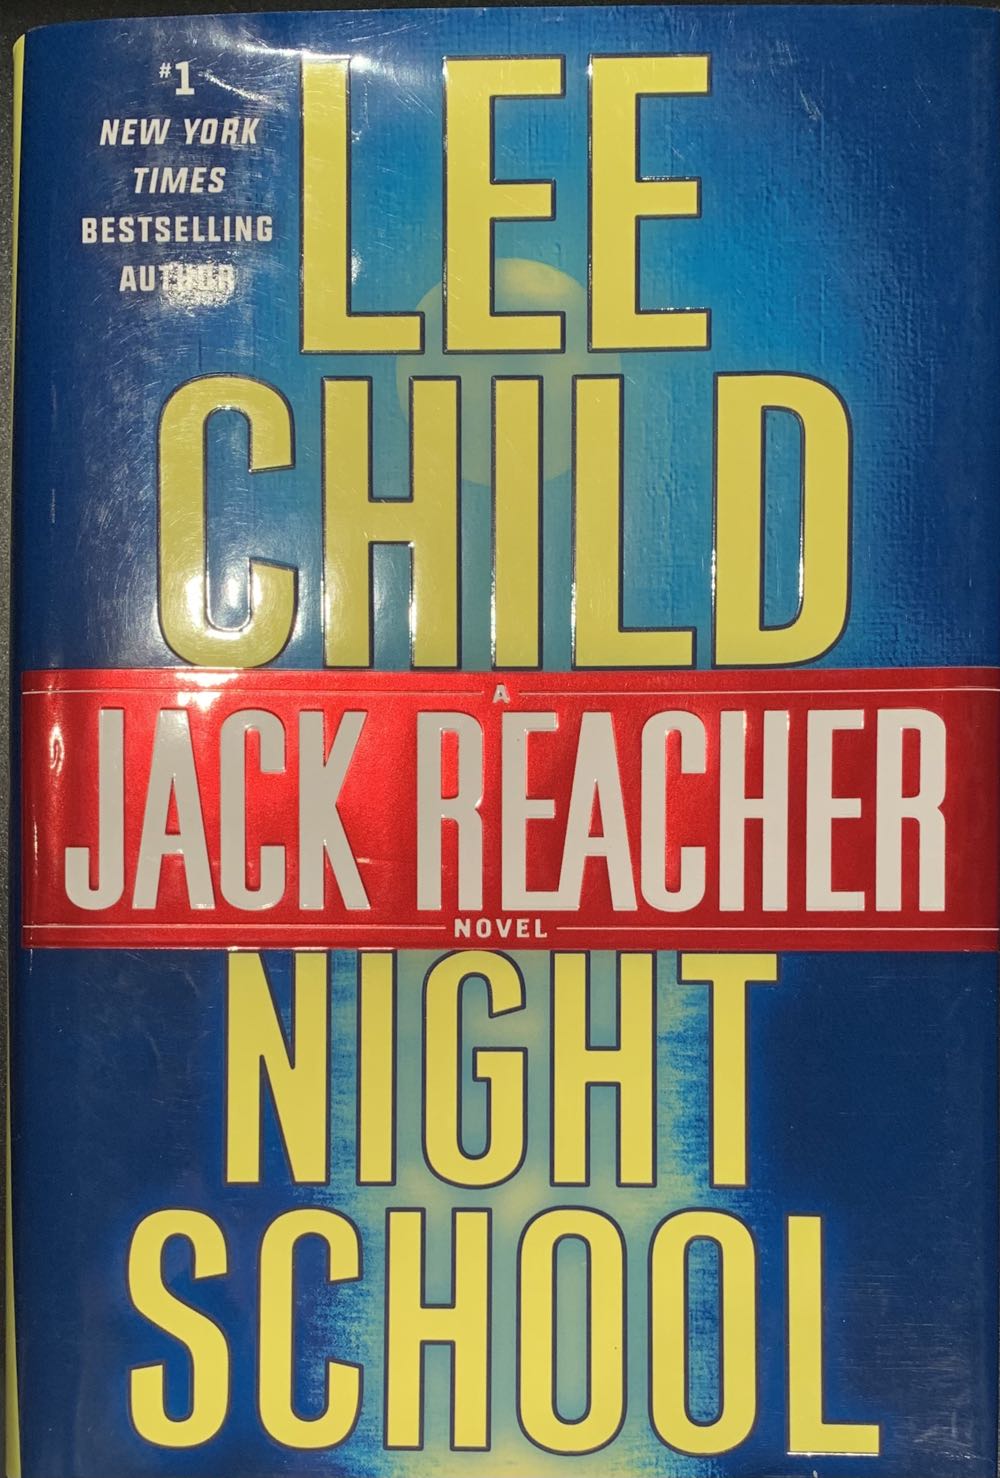 #1
NEW YORK
TIMES
BESTSELLING
AUTHOR
LEE
CHILD
A
JACK REACHER
NOVEL
NIGHT
SCHOOL